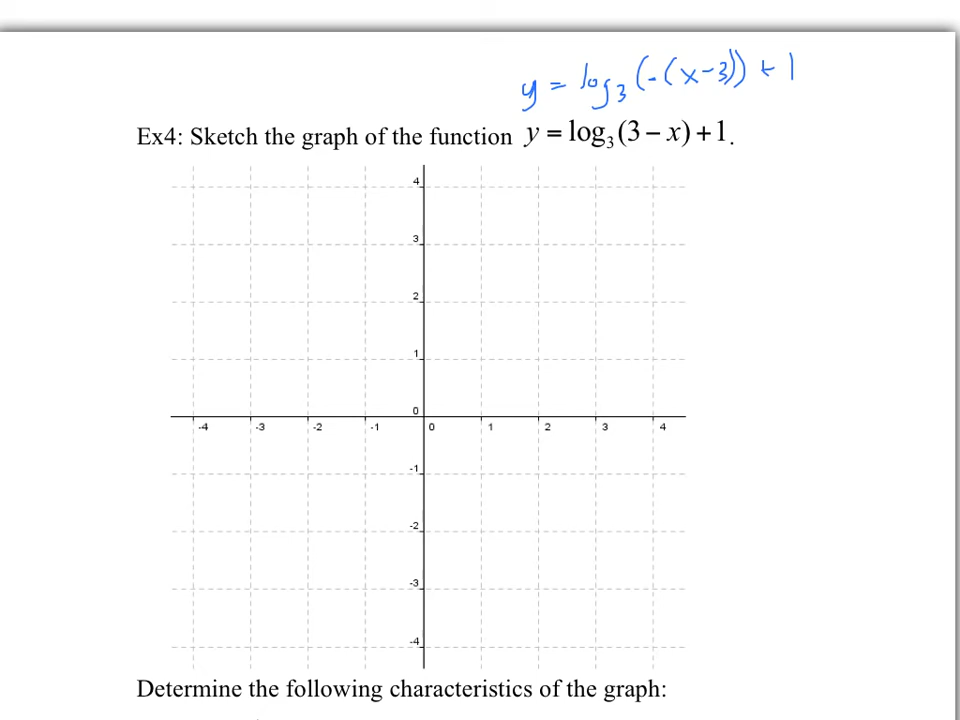 y = log₃(-(x-3)) + 1
Ex4: Sketch the graph of the function y = log₃(3 − x) + 1.
4
3
2
1
0
-4 -3 -2 -1 0 1 2 3 4
-1
-2
-3
-4
Determine the following characteristics of the graph: